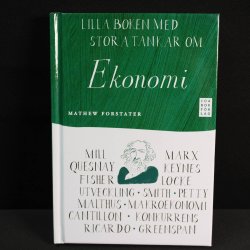 LILLA BOKEN MED
STORA TANKAR OM
Ekonomi
MATHEW FORSTATER
MILL MARX
QUESNAY KEYNES
FISHER LOCKE
UTVECKLING • SMITH • PETTY
MALTHUS • MAKROEKONOMI
CANTILLON • KONKURRENS
RICARDO • GREENSPAN